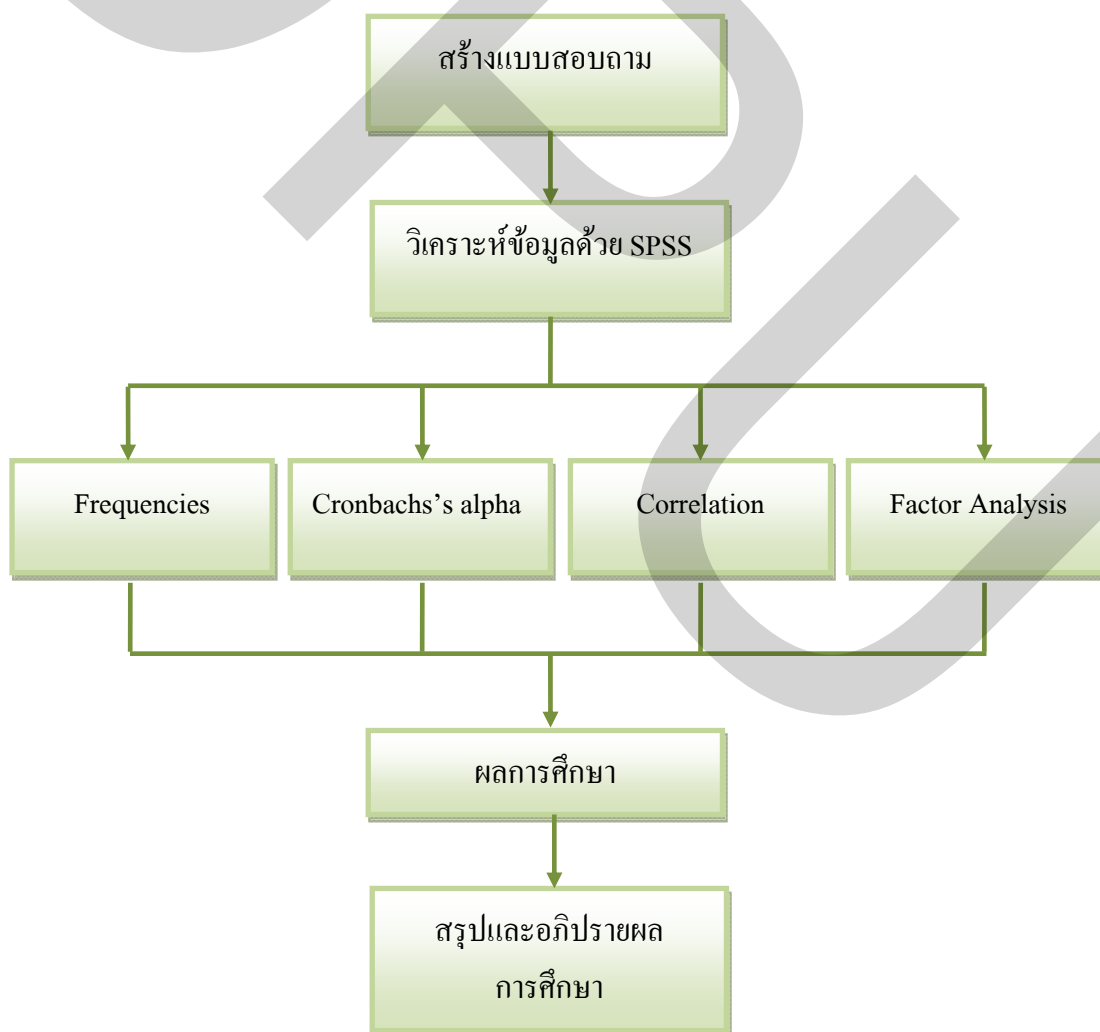 สร้างแบบสอบถาม
วิเคราะห์ข้อมูลด้วย SPSS
Frequencies
Cronbachs’s alpha
Correlation
Factor Analysis
ผลการศึกษา
สรุปและอภิปรายผล
การศึกษา